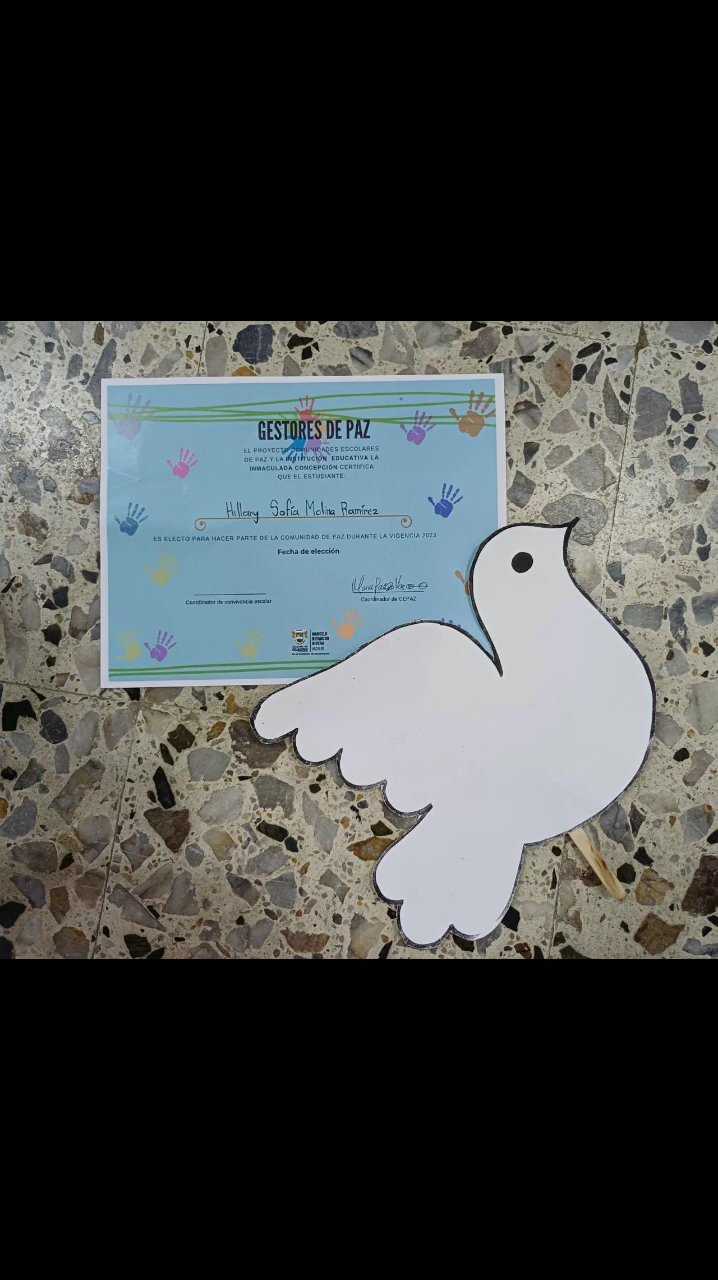 GESTORES DE PAZ
EL PROYECTO COMUNIDADES ESCOLARES
DE PAZ Y LA INSTITUCIÓN EDUCATIVA LA
INMACULADA CONCEPCIÓN CERTIFICA
QUE EL ESTUDIANTE:
Hillary Sofía Molina Ramírez
ES ELECTO PARA HACER PARTE DE LA COMUNIDAD DE PAZ DURANTE LA VIGENCIA 2023
Fecha de elección
Coordinador de convivencia escolar
Coordinador de CEPAZ